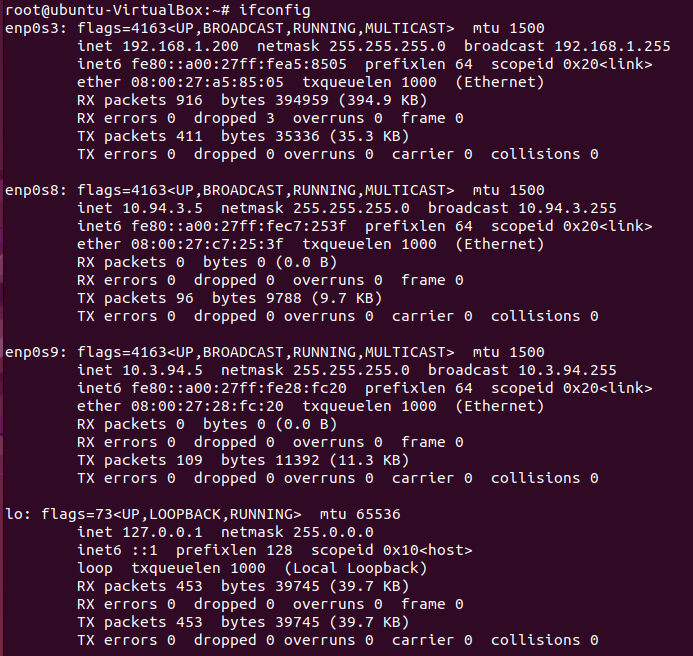 root@ubuntu-VirtualBox:~# ifconfig
enp0s3: flags=4163<UP,BROADCAST,RUNNING,MULTICAST>  mtu 1500
        inet 192.168.1.200  netmask 255.255.255.0  broadcast 192.168.1.255
        inet6 fe80::a00:27ff:fea5:8505  prefixlen 64  scopeid 0x20<link>
        ether 08:00:27:a5:85:05  txqueuelen 1000  (Ethernet)
        RX packets 916  bytes 394959 (394.9 KB)
        RX errors 0  dropped 3  overruns 0  frame 0
        TX packets 411  bytes 35336 (35.3 KB)
        TX errors 0  dropped 0 overruns 0  carrier 0  collisions 0

enp0s8: flags=4163<UP,BROADCAST,RUNNING,MULTICAST>  mtu 1500
        inet 10.94.3.5  netmask 255.255.255.0  broadcast 10.94.3.255
        inet6 fe80::a00:27ff:fec7:253f  prefixlen 64  scopeid 0x20<link>
        ether 08:00:27:c7:25:3f  txqueuelen 1000  (Ethernet)
        RX packets 0  bytes 0 (0.0 B)
        RX errors 0  dropped 0  overruns 0  frame 0
        TX packets 96  bytes 9788 (9.7 KB)
        TX errors 0  dropped 0 overruns 0  carrier 0  collisions 0

enp0s9: flags=4163<UP,BROADCAST,RUNNING,MULTICAST>  mtu 1500
        inet 10.3.94.5  netmask 255.255.255.0  broadcast 10.3.94.255
        inet6 fe80::a00:27ff:fe28:fc20  prefixlen 64  scopeid 0x20<link>
        ether 08:00:27:28:fc:20  txqueuelen 1000  (Ethernet)
        RX packets 0  bytes 0 (0.0 B)
        RX errors 0  dropped 0  overruns 0  frame 0
        TX packets 109  bytes 11392 (11.3 KB)
        TX errors 0  dropped 0 overruns 0  carrier 0  collisions 0

lo: flags=73<UP,LOOPBACK,RUNNING>  mtu 65536
        inet 127.0.0.1  netmask 255.0.0.0
        inet6 ::1  prefixlen 128  scopeid 0x10<host>
        loop  txqueuelen 1000  (Local Loopback)
        RX packets 453  bytes 39745 (39.7 KB)
        RX errors 0  dropped 0  overruns 0  frame 0
        TX packets 453  bytes 39745 (39.7 KB)
        TX errors 0  dropped 0 overruns 0  carrier 0  collisions 0